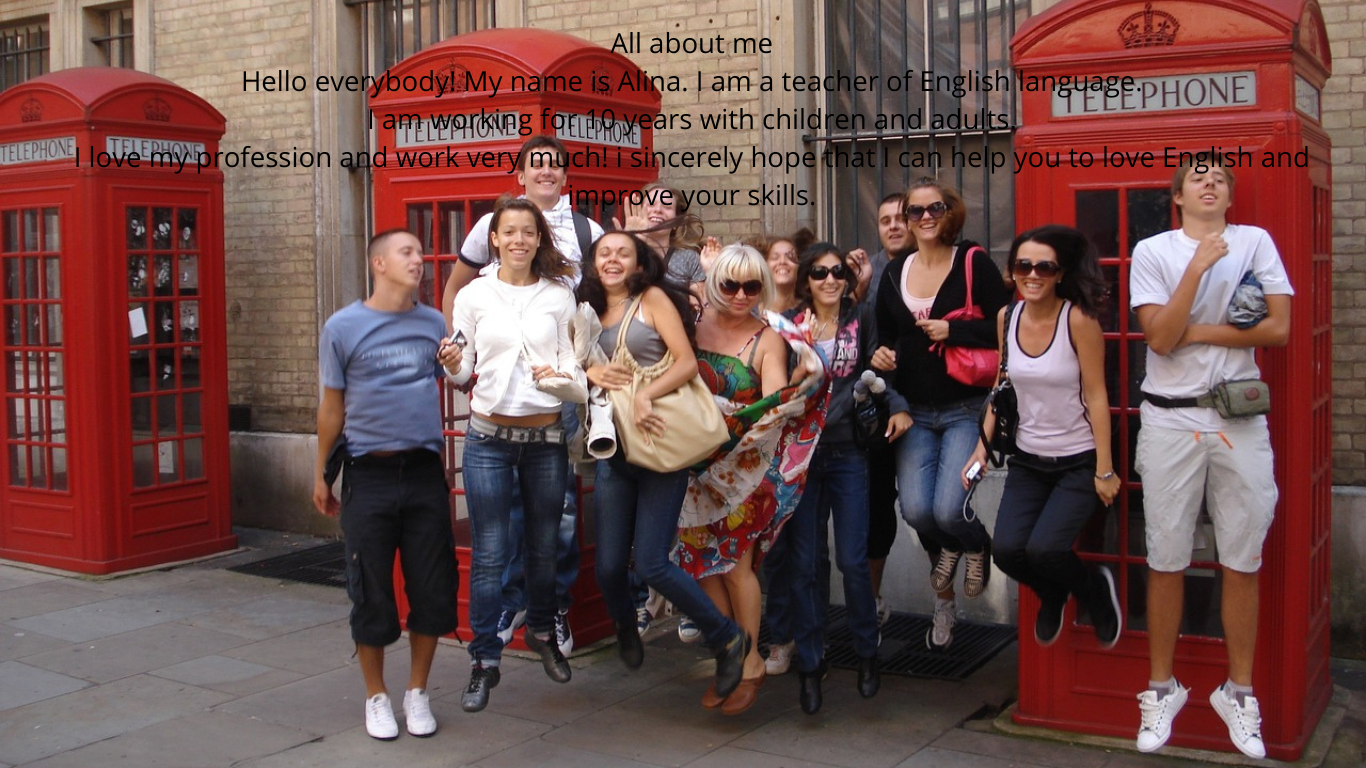 All about me
Hello everybody! My name is Alina. I am a teacher of English language.
I am working for 10 years with children and adults.
I love my profession and work very much! i sincerely hope that I can help you to love English and
improve your skills.
TELEPHONE
TELEPHONE
TELEPHONE
TELEPHONE
TELEPHONE